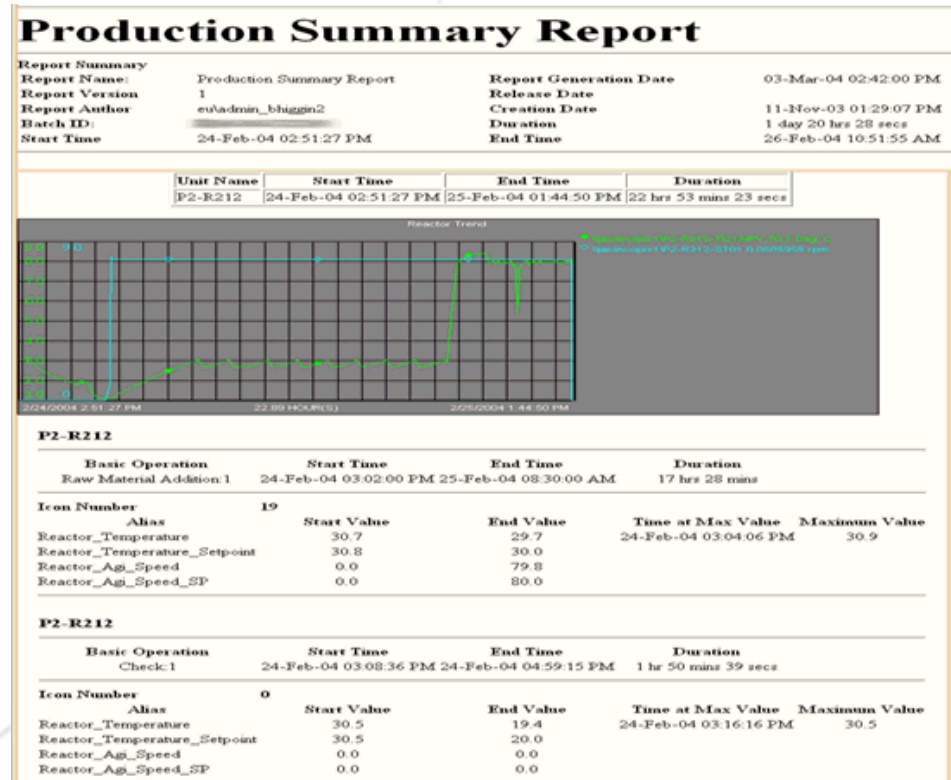 Production Summary Report
Report Summary
Report Name: Production Summary Report Report Generation Date 03-Mar-04 02:42:00 PM
Report Version 1 Release Date
Report Author eu\admin_bhiggin2 Creation Date 11-Nov-03 01:29:07 PM
Batch ID: Duration 1 day 20 hrs 28 secs
Start Time 24-Feb-04 02:51:27 PM End Time 26-Feb-04 10:51:55 AM
Unit Name Start Time End Time Duration
P2-R212 24-Feb-04 02:51:27 PM 25-Feb-04 01:44:50 PM 22 hrs 53 mins 23 secs
Reactor Trend
90
2/24/2004 2:51:27 PM 22.89 HOUR(S) 2/25/2004 1:44:50 PM
P2-R212
Basic Operation Start Time End Time Duration
Raw Material Addition:1 24-Feb-04 03:02:00 PM 25-Feb-04 08:30:00 AM 17 hrs 28 mins
Icon Number 19
Alias Start Value End Value Time at Max Value Maximum Value
Reactor_Temperature 30.7 29.7 24-Feb-04 03:04:06 PM 30.9
Reactor_Temperature_Setpoint 30.8 30.0
Reactor_Agi_Speed 0.0 79.8
Reactor_Agi_Speed_SP 0.0 80.0
P2-R212
Basic Operation Start Time End Time Duration
Check:1 24-Feb-04 03:08:36 PM 24-Feb-04 04:59:15 PM 1 hr 50 mins 39 secs
Icon Number 0
Alias Start Value End Value Time at Max Value Maximum Value
Reactor_Temperature 30.5 19.4 24-Feb-04 03:16:16 PM 30.5
Reactor_Temperature_Setpoint 30.5 20.0
Reactor_Agi_Speed 0.0 0.0
Reactor_Agi_Speed_SP 0.0 0.0